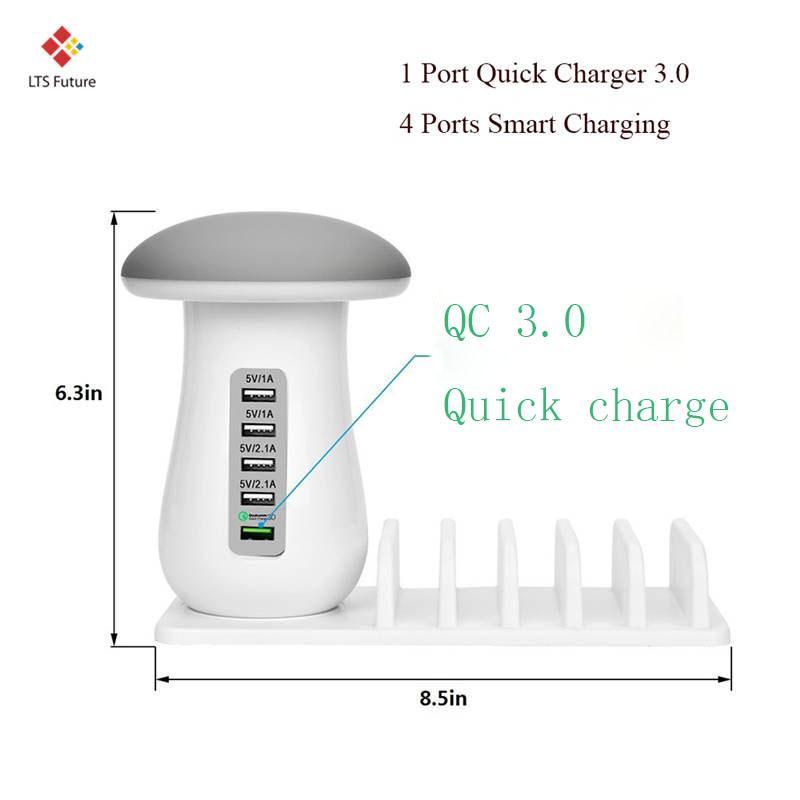 LTS Future
1 Port Quick Charger 3.0
4 Ports Smart Charging
QC 3.0
Quick charge
6.3in
5V/1A
5V/1A
5V/2.1A
5V/2.1A
8.5in